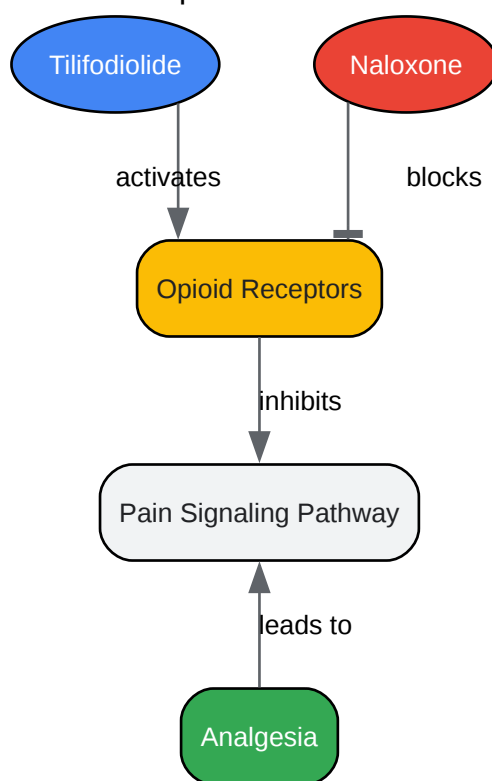 Tilifodiolide
Naloxone
activates
blocks
Opioid Receptors
inhibits
Pain Signaling Pathway
leads to
Analgesia